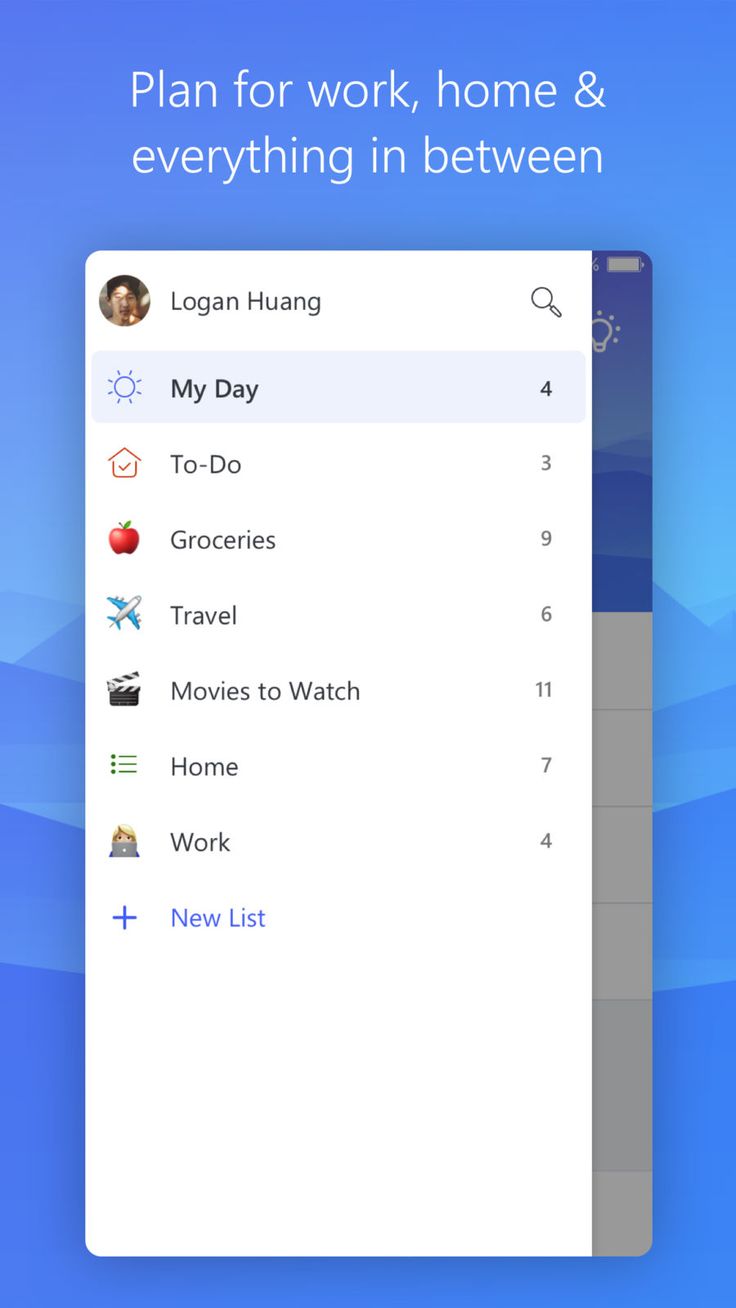 Plan for work, home &
everything in between
%
Logan Huang
My Day 4
To-Do 3
Groceries 9
Travel 6
Movies to Watch 11
Home 7
Work 4
+ New List